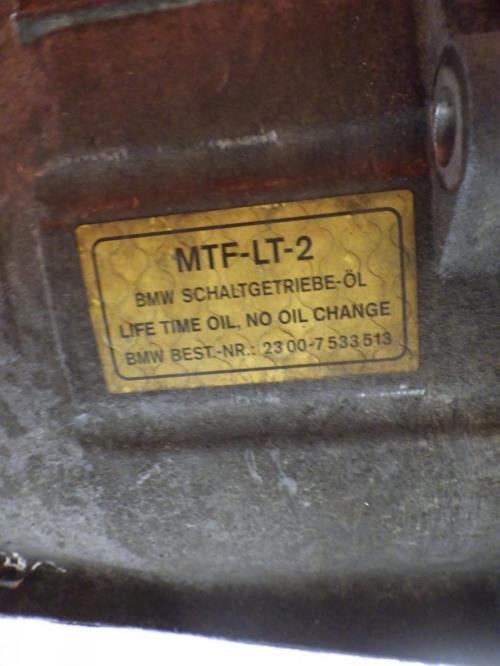 MTF-LT-2
BMW SCHALTGETRIEBE-ÖL
LIFE TIME OIL, NO OIL CHANGE
BMW BEST.-NR.: 23 00-7 533 513